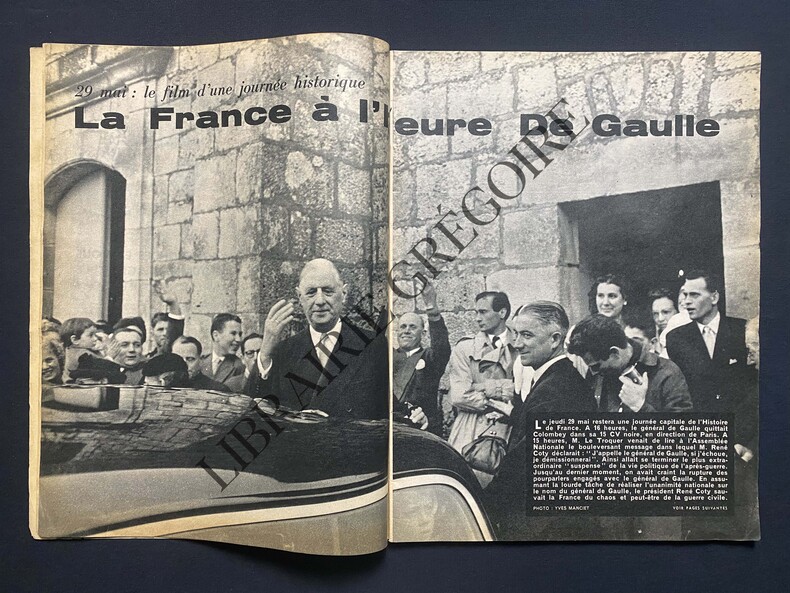 29 mai : le film d'une journée historique
La France à l'heure De Gaulle
LIBRAIRIE GRÉGOIRE
Le jeudi 29 mai restera une journée capitale de l'Histoire
de France. A 16 heures, le général de Gaulle quittait
Colombey dans sa 15 CV noire, en direction de Paris. A
15 heures, M. Le Troquer venait de lire à l'Assemblée
Nationale le bouleversant message dans lequel M. René
Coty déclarait : "J'appelle le général de Gaulle, si j'échoue,
je démissionnerai". Ainsi allait se terminer le plus extra-
ordinaire "suspense" de la vie politique de l'après-guerre.
Jusqu'au dernier moment, on avait craint la rupture des
pourparlers engagés avec le général de Gaulle. En assu-
mant la lourde tâche de réaliser l'unanimité nationale sur
le nom du général de Gaulle, le président René Coty sau-
vait la France du chaos et peut-être de la guerre civile.
PHOTO : YVES MANCIET
VOIR PAGES SUIVANTES